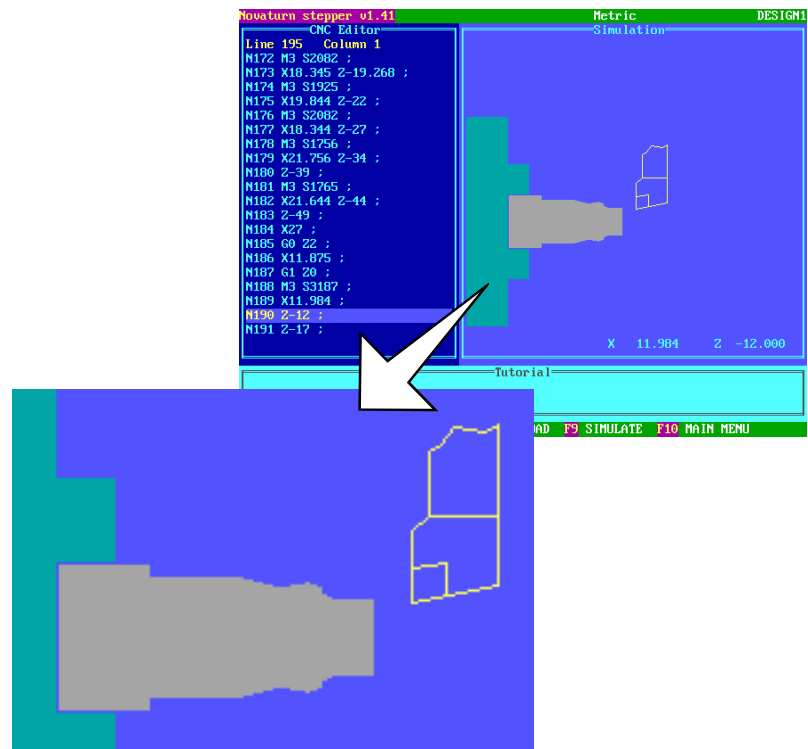 Novaturn stepper v1.41 Metric DESIGN1
CNC Editor
Simulation
Line 195 Column 1
N172 M3 S2082 ;
N173 X18.345 Z-19.268 ;
N174 M3 S1925 ;
N175 X19.844 Z-22 ;
N176 M3 S2082 ;
N177 X18.344 Z-27 ;
N178 M3 S1756 ;
N179 X21.756 Z-34 ;
N180 Z-39 ;
N181 M3 S1765 ;
N182 X21.644 Z-44 ;
N183 Z-49 ;
N184 X27 ;
N185 G0 Z2 ;
N186 X11.875 ;
N187 G1 Z0 ;
N188 M3 S3187 ;
N189 X11.984 ;
N190 Z-12 ;
N191 Z-17 ;
X 11.984 Z -12.000
Tutorial
F9 SIMULATE F10 MAIN MENU